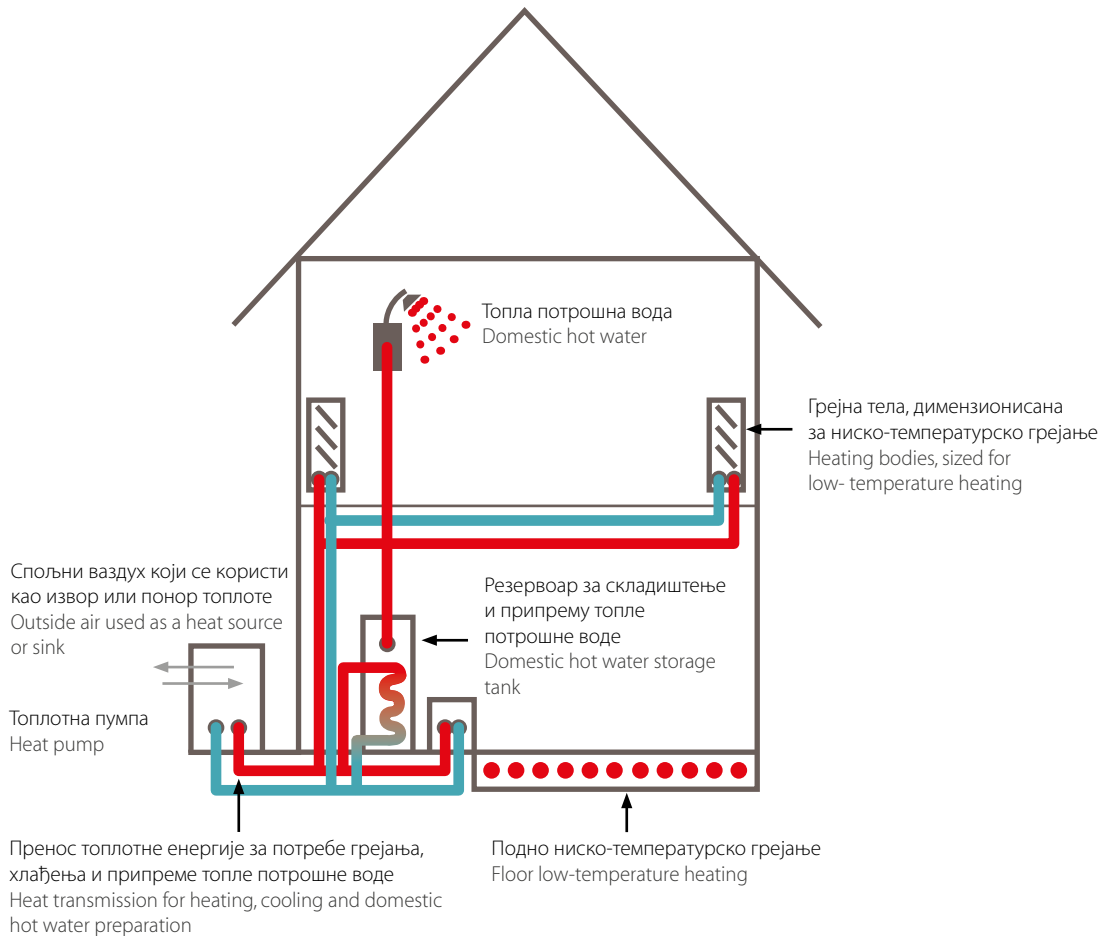 Топла потрошна вода
Domestic hot water
Грејна тела, димензионисана
за ниско-температурско грејање
Heating bodies, sized for
low- temperature heating
Спољни ваздух који се користи
као извор или понор топлоте
Outside air used as a heat source
or sink
Резервоар за складиштење
и припрему топле
потрошне воде
Domestic hot water storage
tank
Топлотна пумпа
Heat pump
Пренос топлотне енергије за потребе грејања,
хлађења и припреме топле потрошне воде
Heat transmission for heating, cooling and domestic
hot water preparation
Подно ниско-температурско грејање
Floor low-temperature heating